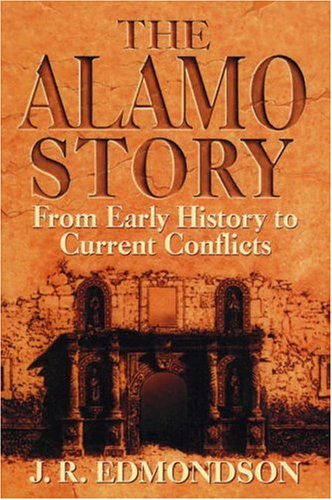 THE
ALAMO
STORY
From Early History to
Current Conflicts
J. R. EDMONDSON